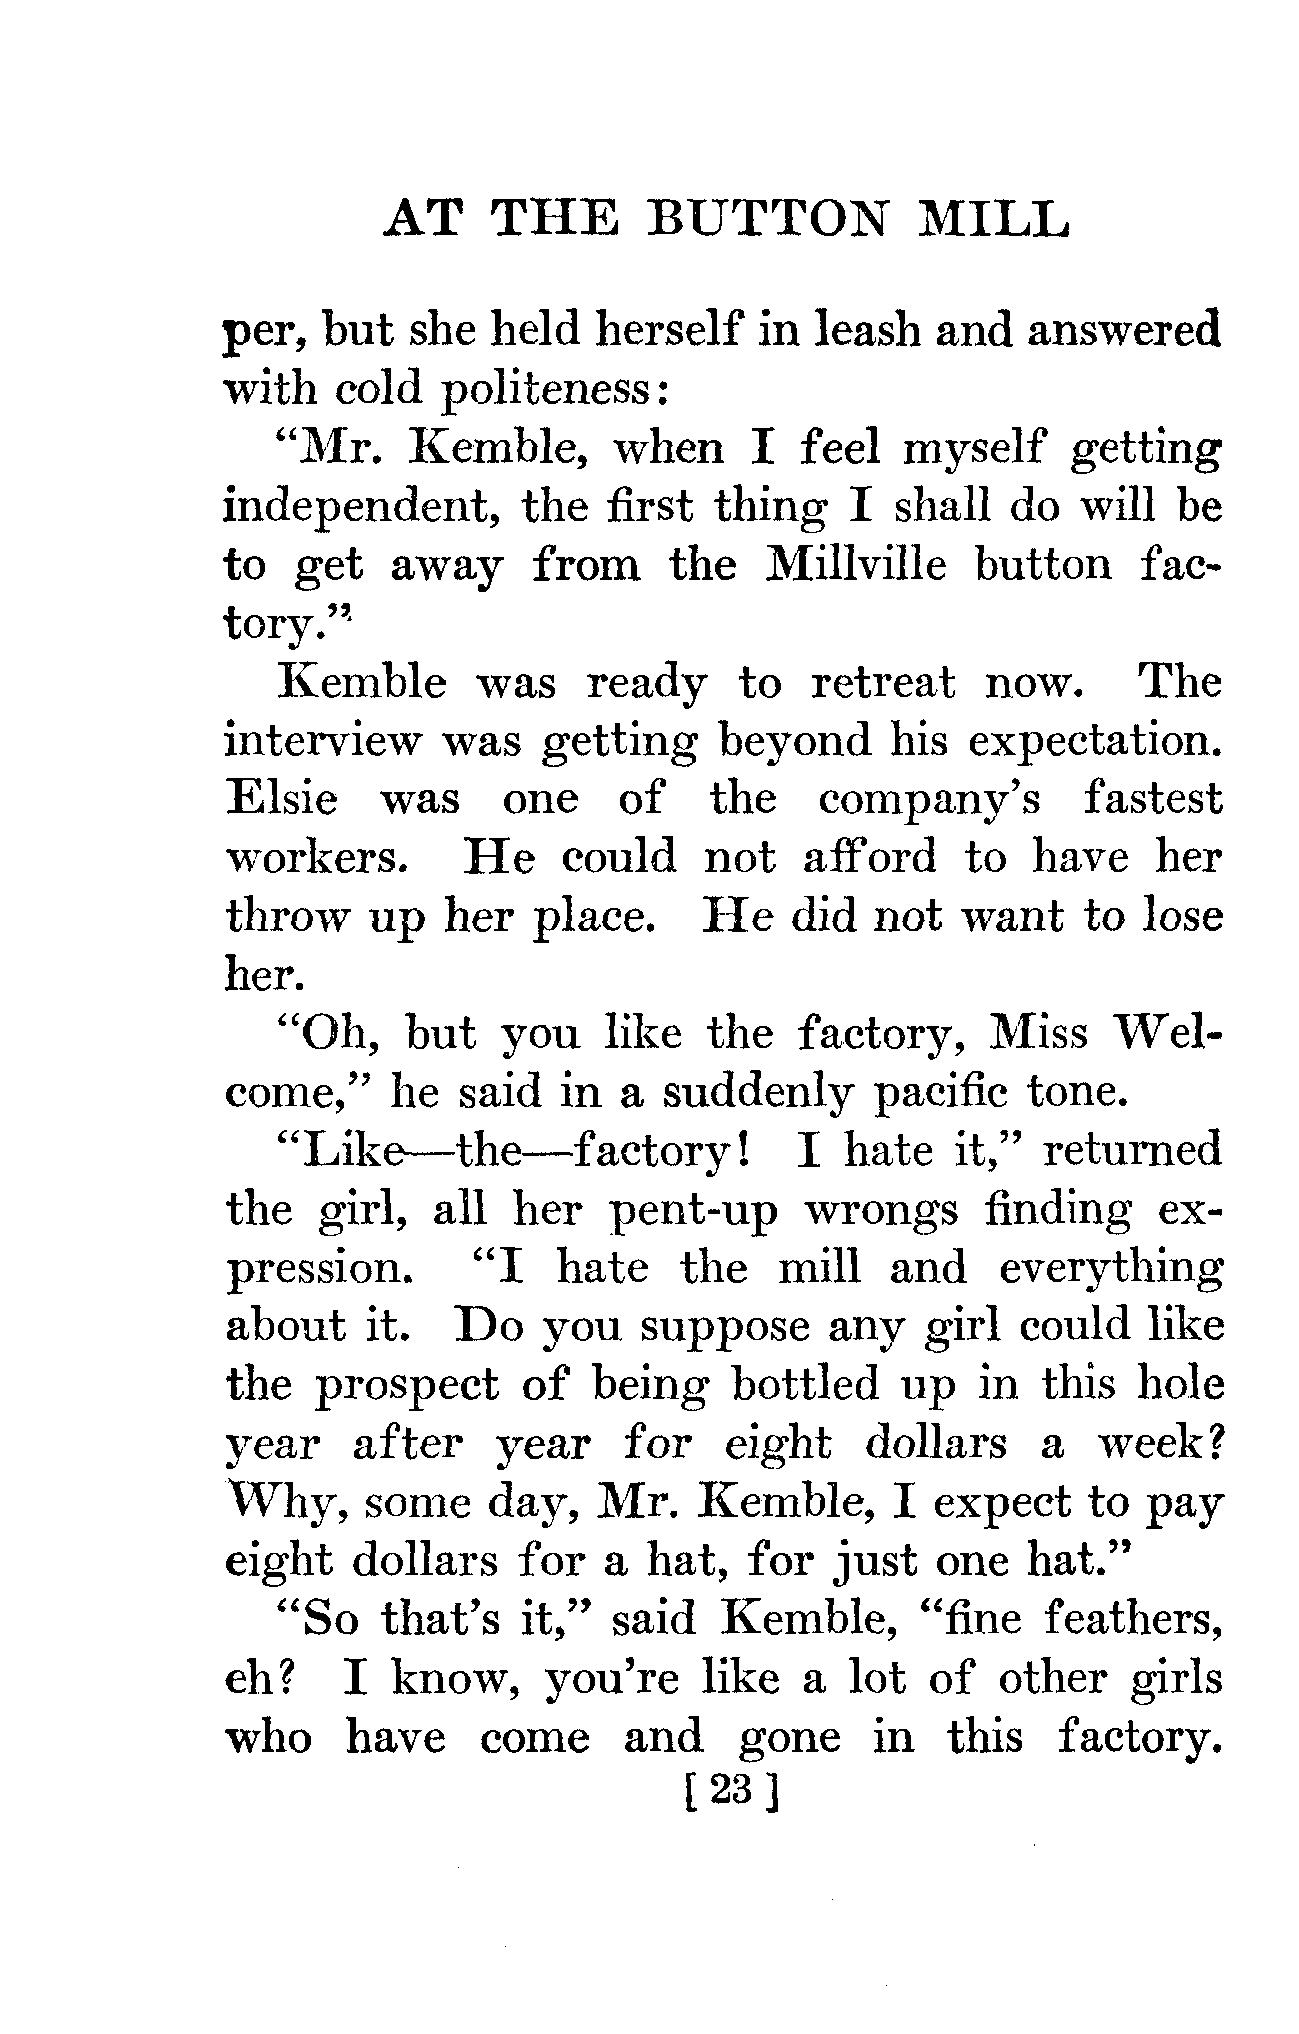 AT THE BUTTON MILL
per, but she held herself in leash and answered
with cold politeness:
“Mr. Kemble, when I feel myself getting
independent, the first thing I shall do will be
to get away from the Millville button fac-
tory.”
Kemble was ready to retreat now. The
interview was getting beyond his expectation.
Elsie was one of the company’s fastest
workers. He could not afford to have her
throw up her place. He did not want to lose
her.
“Oh, but you like the factory, Miss Wel-
come,” he said in a suddenly pacific tone.
“Like—the—factory! I hate it,” returned
the girl, all her pent-up wrongs finding ex-
pression. “I hate the mill and everything
about it. Do you suppose any girl could like
the prospect of being bottled up in this hole
year after year for eight dollars a week?
Why, some day, Mr. Kemble, I expect to pay
eight dollars for a hat, for just one hat.”
“So that’s it,” said Kemble, “fine feathers,
eh? I know, you’re like a lot of other girls
who have come and gone in this factory.
[ 23 ]